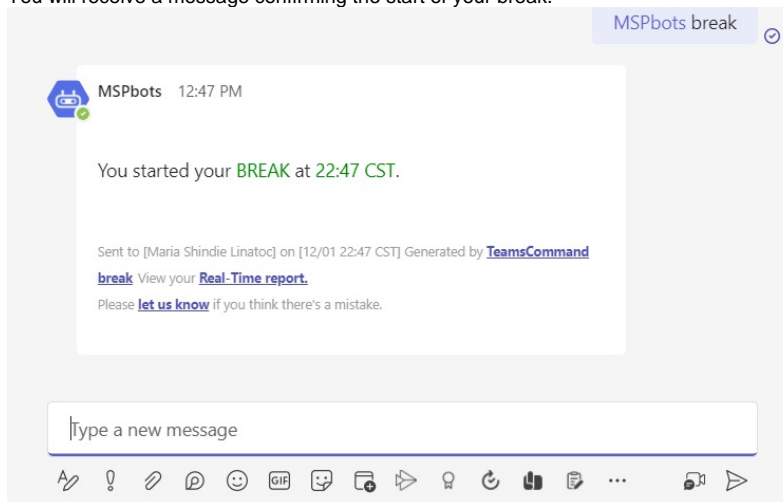 You will receive a message confirming the start of your break.
MSPbots break
MSPbots 12:47 PM
You started your BREAK at 22:47 CST.
Sent to [Maria Shindie Linatoc] on [12/01 22:47 CST] Generated by TeamsCommand
break View your Real-Time report.
Please let us know if you think there's a mistake.
Type a new message
GIF